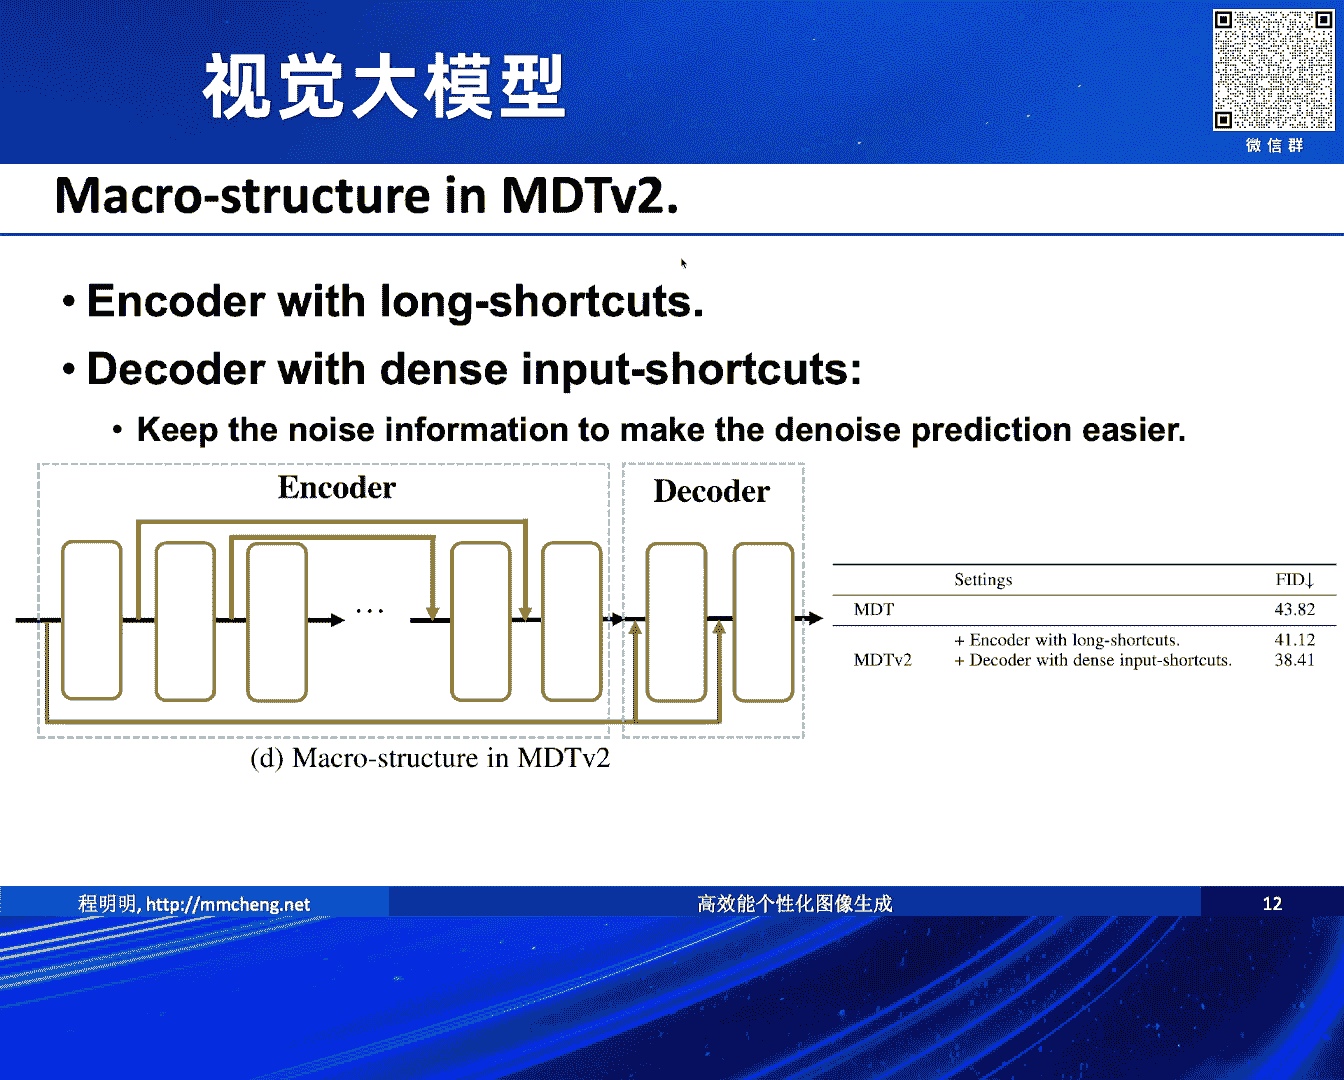 视觉大模型
微信群
Macro-structure in MDTv2.
• Encoder with long-shortcuts.
• Decoder with dense input-shortcuts:
• Keep the noise information to make the denoise prediction easier.
Encoder
Decoder
...
(d) Macro-structure in MDTv2
Settings FID↓
MDT 43.82
+ Encoder with long-shortcuts. 41.12
MDTv2 + Decoder with dense input-shortcuts. 38.41
程明明, http://mmcheng.net
高效能个性化图像生成
12